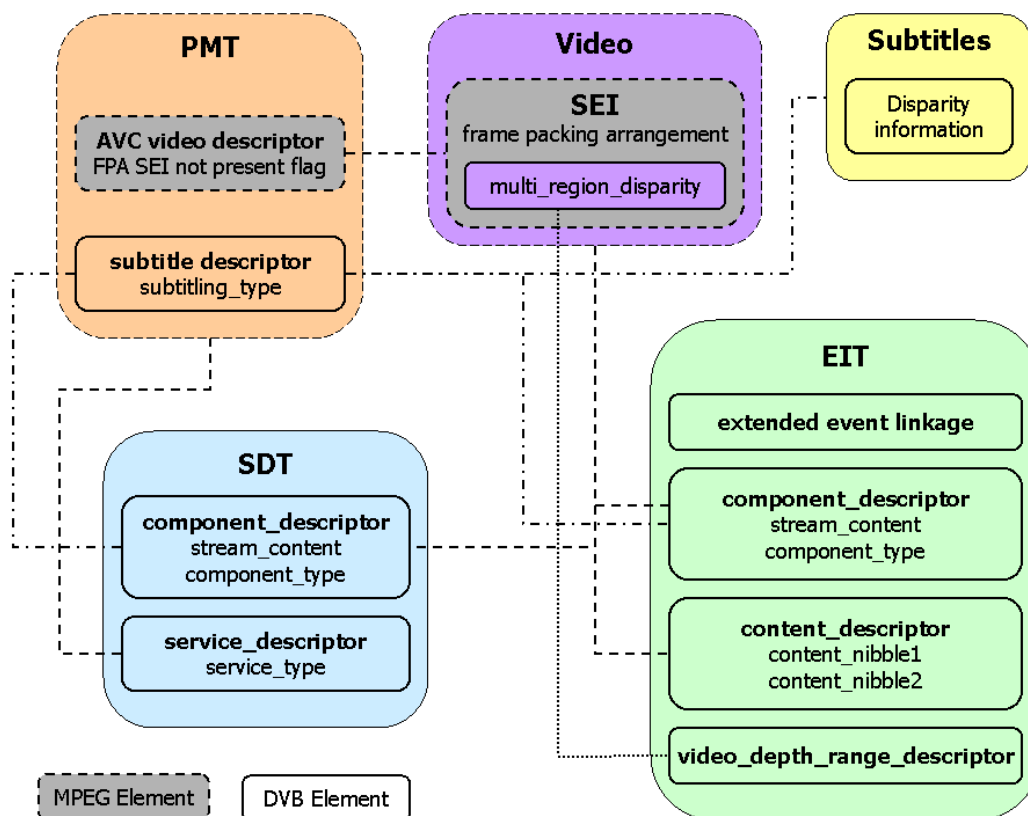 PMT
AVC video descriptor
FPA SEI not present flag
subtitle descriptor
subtitling_type
Video
SEI
frame packing arrangement
multi_region_disparity
Subtitles
Disparity
information
SDT
component_descriptor
stream_content
component_type
service_descriptor
service_type
EIT
extended event linkage
component_descriptor
stream_content
component_type
content_descriptor
content_nibble1
content_nibble2
video_depth_range_descriptor
MPEG Element
DVB Element